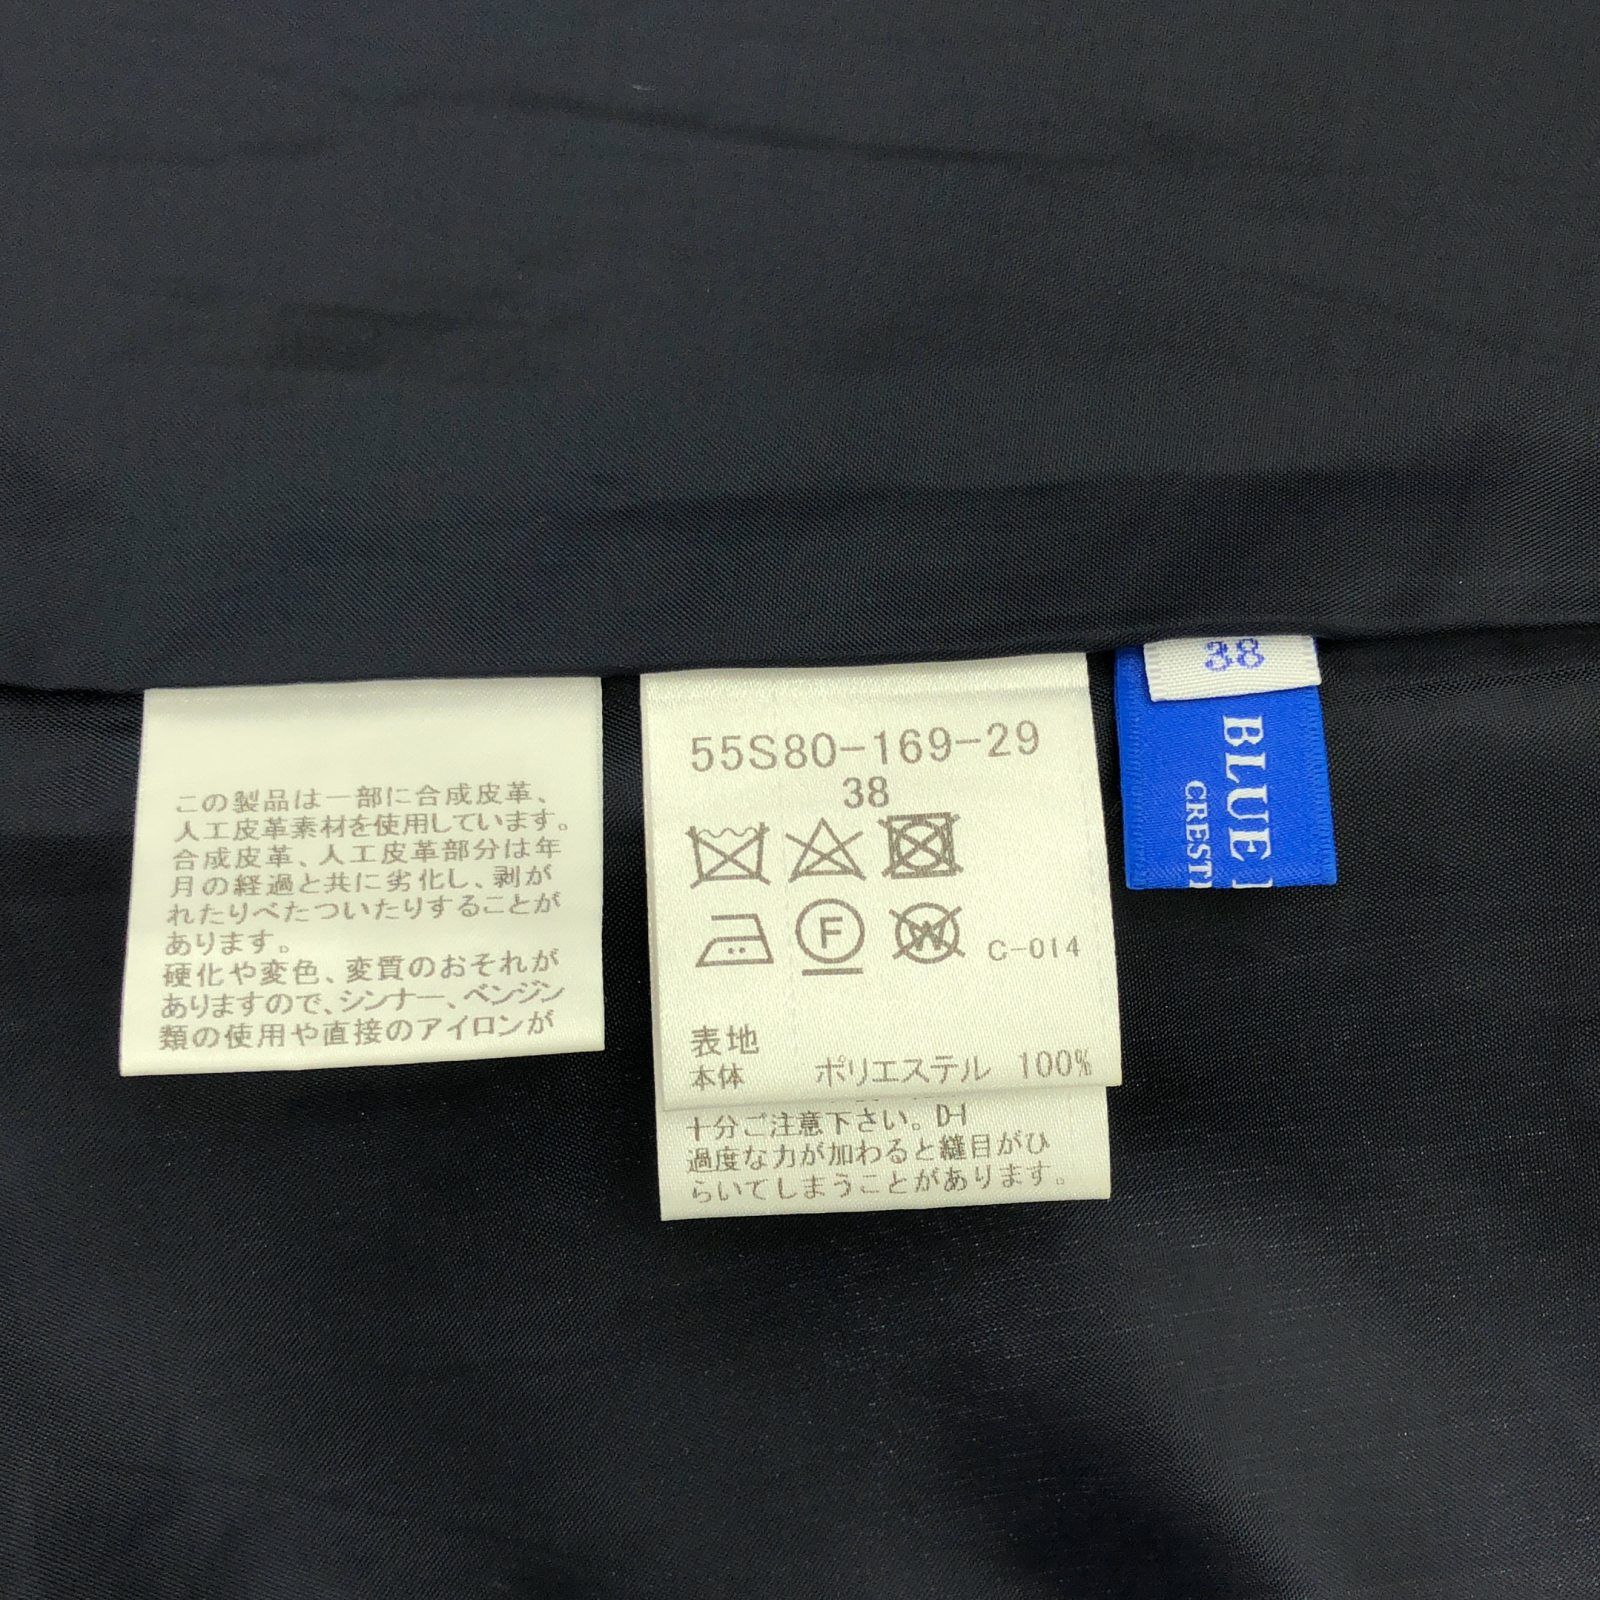 この製品は一部に合成皮革、
人工皮革素材を使用しています。
合成皮革、人工皮革部分は年
月の経過と共に劣化し、剥が
れたりべたついたりすることが
あります。
硬化や変色、変質のおそれが
ありますので、シンナー、ベンジン
類の使用や直接のアイロンが
55S80-169-29
38
F
W
C-014
表地
本体 ポリエステル 100%
十分ご注意下さい。D-I
過度な力が加わると縫目がひ
らいてしまうことがあります。
38
BLUE
CREST